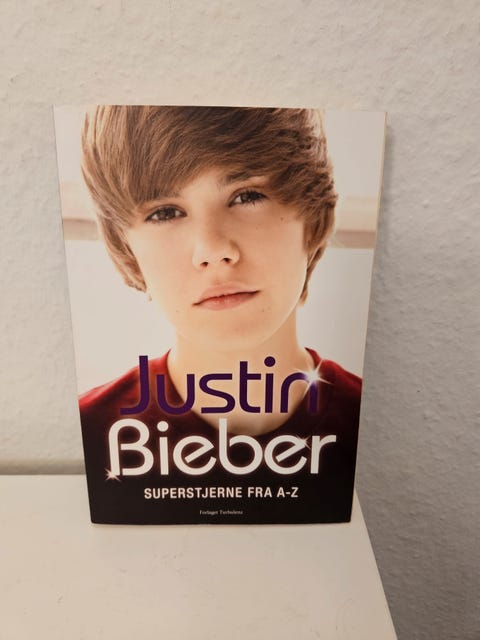 Justin
Bieber
SUPERSTJERNE FRA A-Z
Forlaget Turbulenz